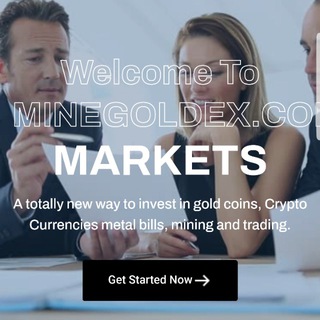 Welcome To
MINEGOLDEX.CO
MARKETS
A totally new way to invest in gold coins, Crypto
Currencies metal bills, mining and trading.
Get Started Now